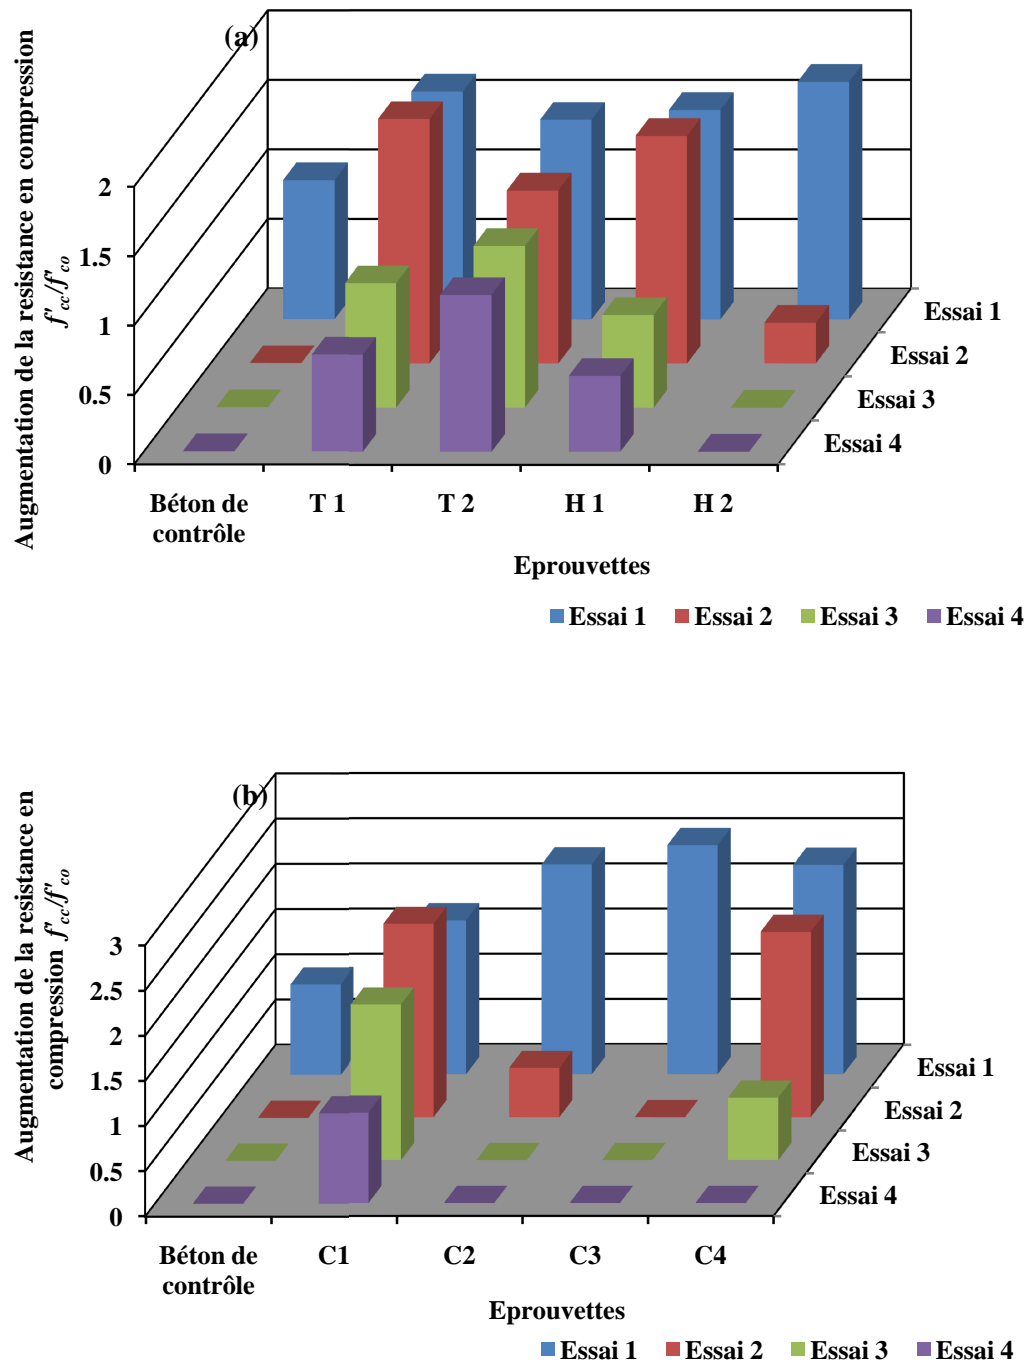 (a)
Augmentation de la resistance en compression
f'cc/f'co
2
1.5
1
0.5
0
Essai 1
Essai 2
Essai 3
Essai 4
Béton de
contrôle
T 1
T 2
H 1
H 2
Eprouvettes
Essai 1
Essai 2
Essai 3
Essai 4
(b)
Augmentation de la resistance en
compression f'cc/f'co
3
2.5
2
1.5
1
0.5
0
Essai 1
Essai 2
Essai 3
Essai 4
Béton de
contrôle
C1
C2
C3
C4
Eprouvettes
Essai 1
Essai 2
Essai 3
Essai 4